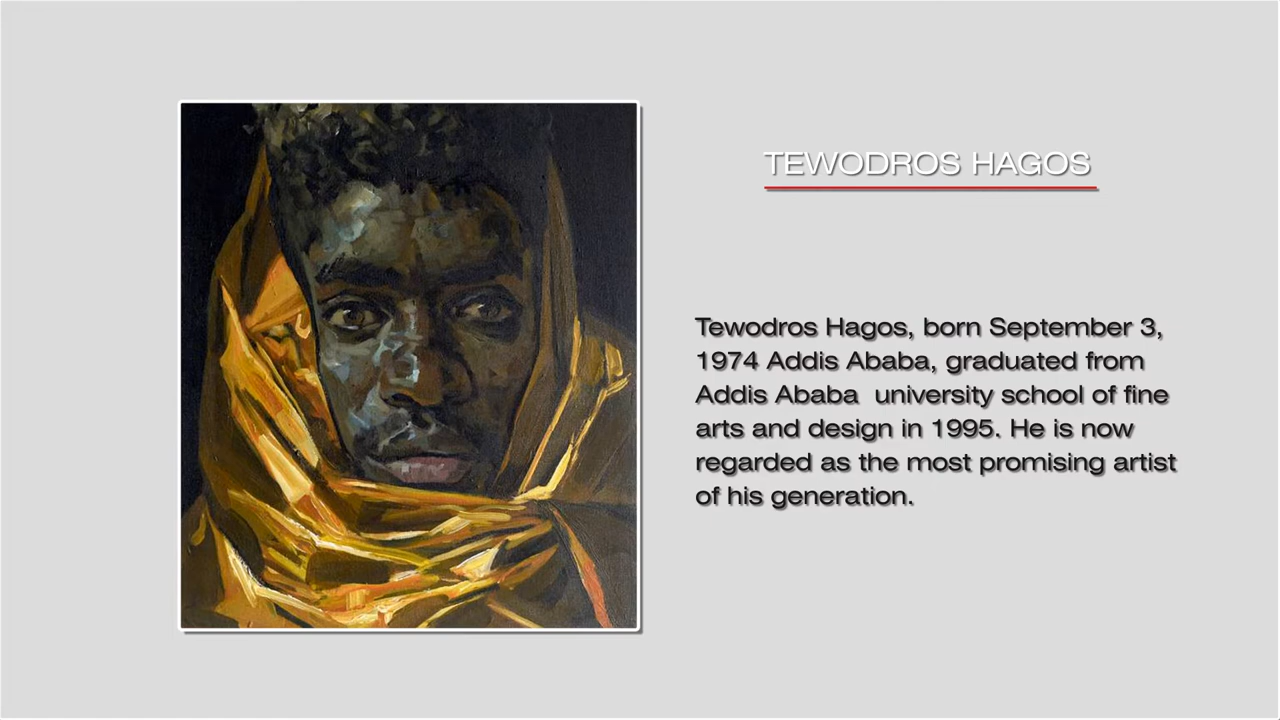 TEWODROS HAGOS
Tewodros Hagos, born September 3,
1974 Addis Ababa, graduated from
Addis Ababa  university school of fine
arts and design in 1995. He is now
regarded as the most promising artist
of his generation.